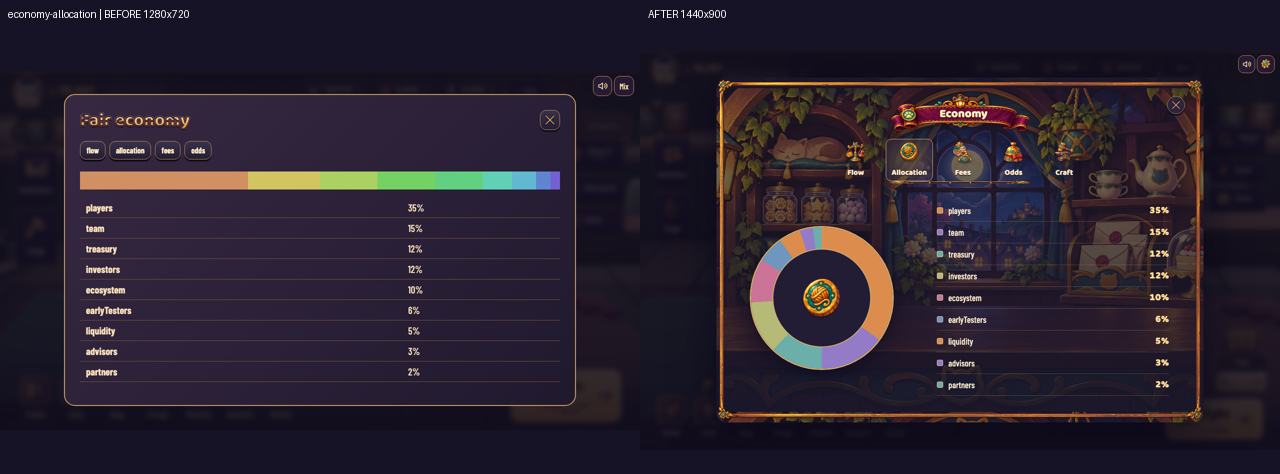 economy-allocation | BEFORE 1280x720
AFTER 1440x900
Mix
Fair economy
flow
allocation
fees
odds
players 35%
team 15%
treasury 12%
investors 12%
ecosystem 10%
earlyTesters 6%
liquidity 5%
advisors 3%
partners 2%
Economy
Flow
Allocation
Fees
Odds
Craft
players 35%
team 15%
treasury 12%
investors 12%
ecosystem 10%
earlyTesters 6%
liquidity 5%
advisors 3%
partners 2%